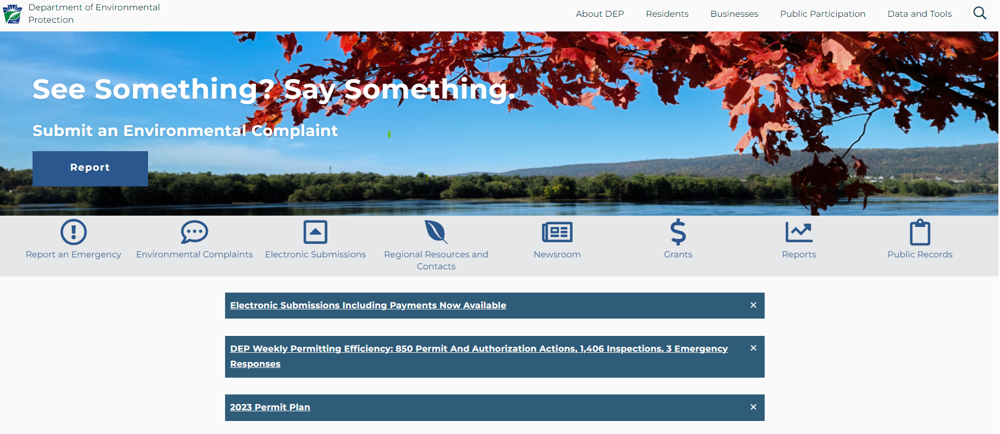 Department of Environmental
Protection
About DEP
Residents
Businesses
Public Participation
Data and Tools
See Something? Say Something.
Submit an Environmental Complaint
Report
Report an Emergency
Environmental Complaints
Electronic Submissions
Regional Resources and
Contacts
Newsroom
Grants
Reports
Public Records
Electronic Submissions Including Payments Now Available
DEP Weekly Permitting Efficiency: 850 Permit And Authorization Actions, 1,406 Inspections, 3 Emergency
Responses
2023 Permit Plan